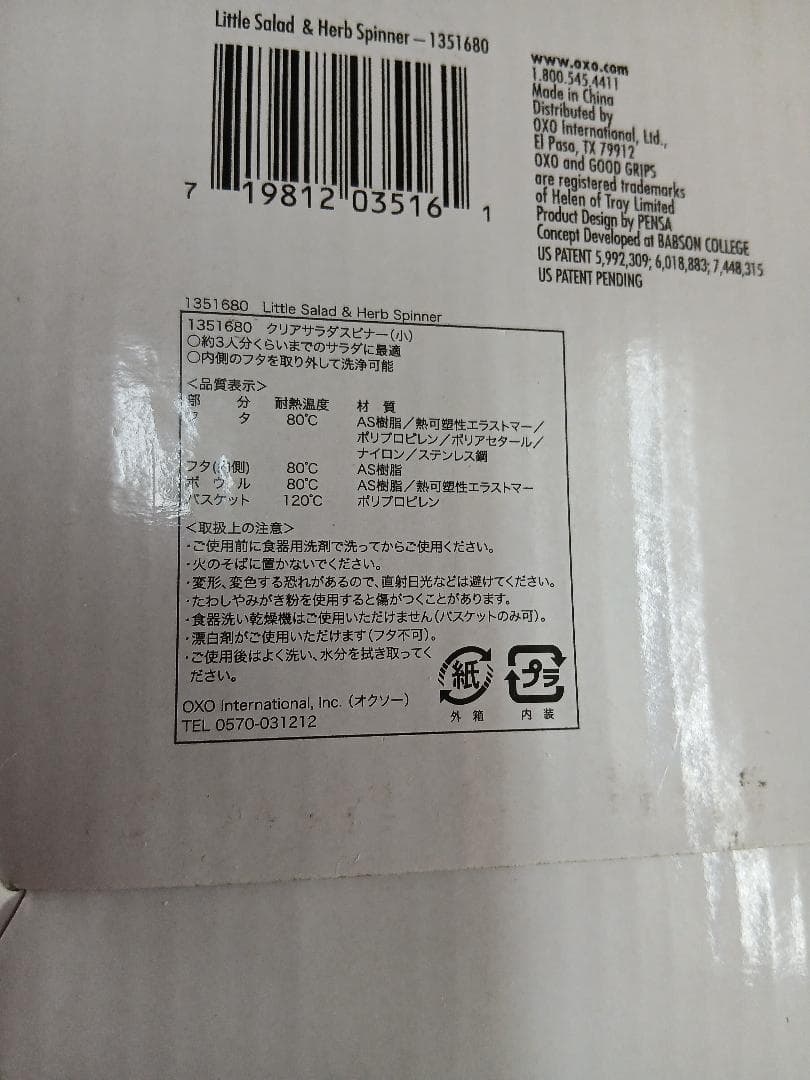 Little Salad & Herb Spinner – 1351680
7 19812 03516 1
www.oxo.com
1.800.545.4411
Made in China
Distributed by
OXO International, Ltd.,
El Paso, TX 79912
OXO and GOOD GRIPS
are registered trademarks
of Helen of Troy Limited
Product Design by PENSA
Concept Developed at BABSON COLLEGE
US PATENT 5,992,309; 6,018,883; 7,448,315
US PATENT PENDING
1351680 Little Salad & Herb Spinner
1351680 クリアサラダスピナー(小)
○約3人分くらいまでのサラダに最適
○内側のフタを取り外して洗浄可能
<品質表示>
部 分 耐熱温度 材 質
フ タ 80℃ AS樹脂/熱可塑性エラストマー/
ポリプロピレン/ポリアセタール/
ナイロン/ステンレス鋼
フタ(内側) 80℃ AS樹脂
ボ ウ ル 80℃ AS樹脂/熱可塑性エラストマー
バスケット 120℃ ポリプロピレン
<取扱上の注意>
・ご使用前に食器用洗剤で洗ってからご使用ください。
・火のそばに置かないでください。
・変形、変色する恐れがあるので、直射日光などは避けてください。
・たわしやみがき粉を使用すると傷がつくことがあります。
・食器洗い乾燥機はご使用いただけません(バスケットのみ可)。
・漂白剤がご使用いただけます(フタ不可)。
・ご使用後はよく洗い、水分を拭き取ってく
ださい。
紙 プラ
外 箱 内 装
OXO International, Inc. (オクソー)
TEL 0570-031212